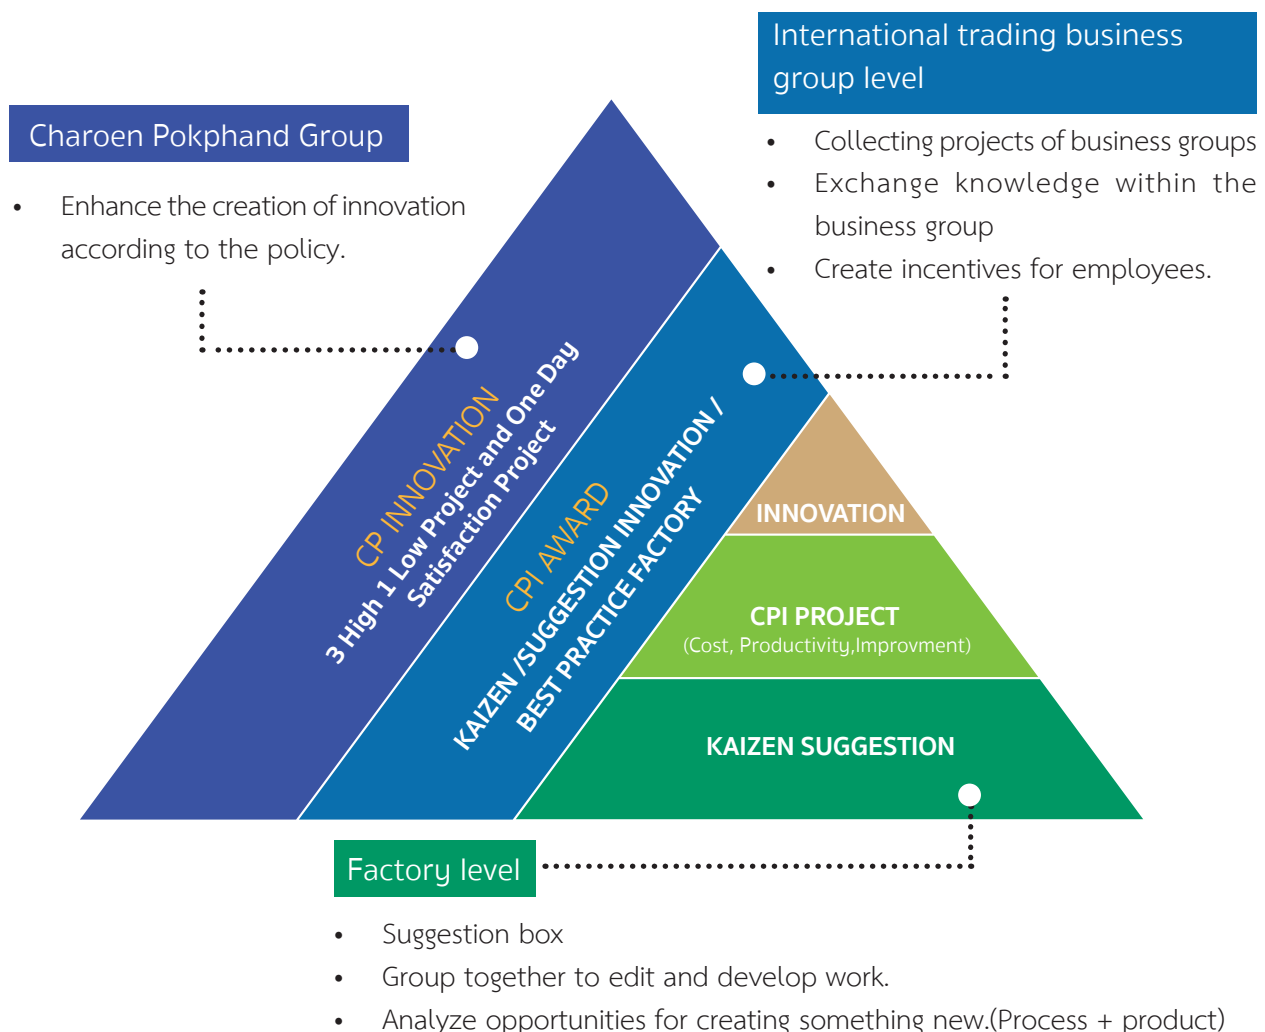 International trading business
group level
• Collecting projects of business groups
• Exchange knowledge within the
business group
• Create incentives for employees.
Charoen Pokphand Group
• Enhance the creation of innovation
according to the policy.
CP INNOVATION
3 High 1 Low Project and One Day
Satisfaction Project
CPI AWARD
KAIZEN /SUGGESTION INNOVATION /
BEST PRACTICE FACTORY
INNOVATION
CPI PROJECT
(Cost, Productivity,Improvment)
KAIZEN SUGGESTION
Factory level
• Suggestion box
• Group together to edit and develop work.
• Analyze opportunities for creating something new.(Process + product)